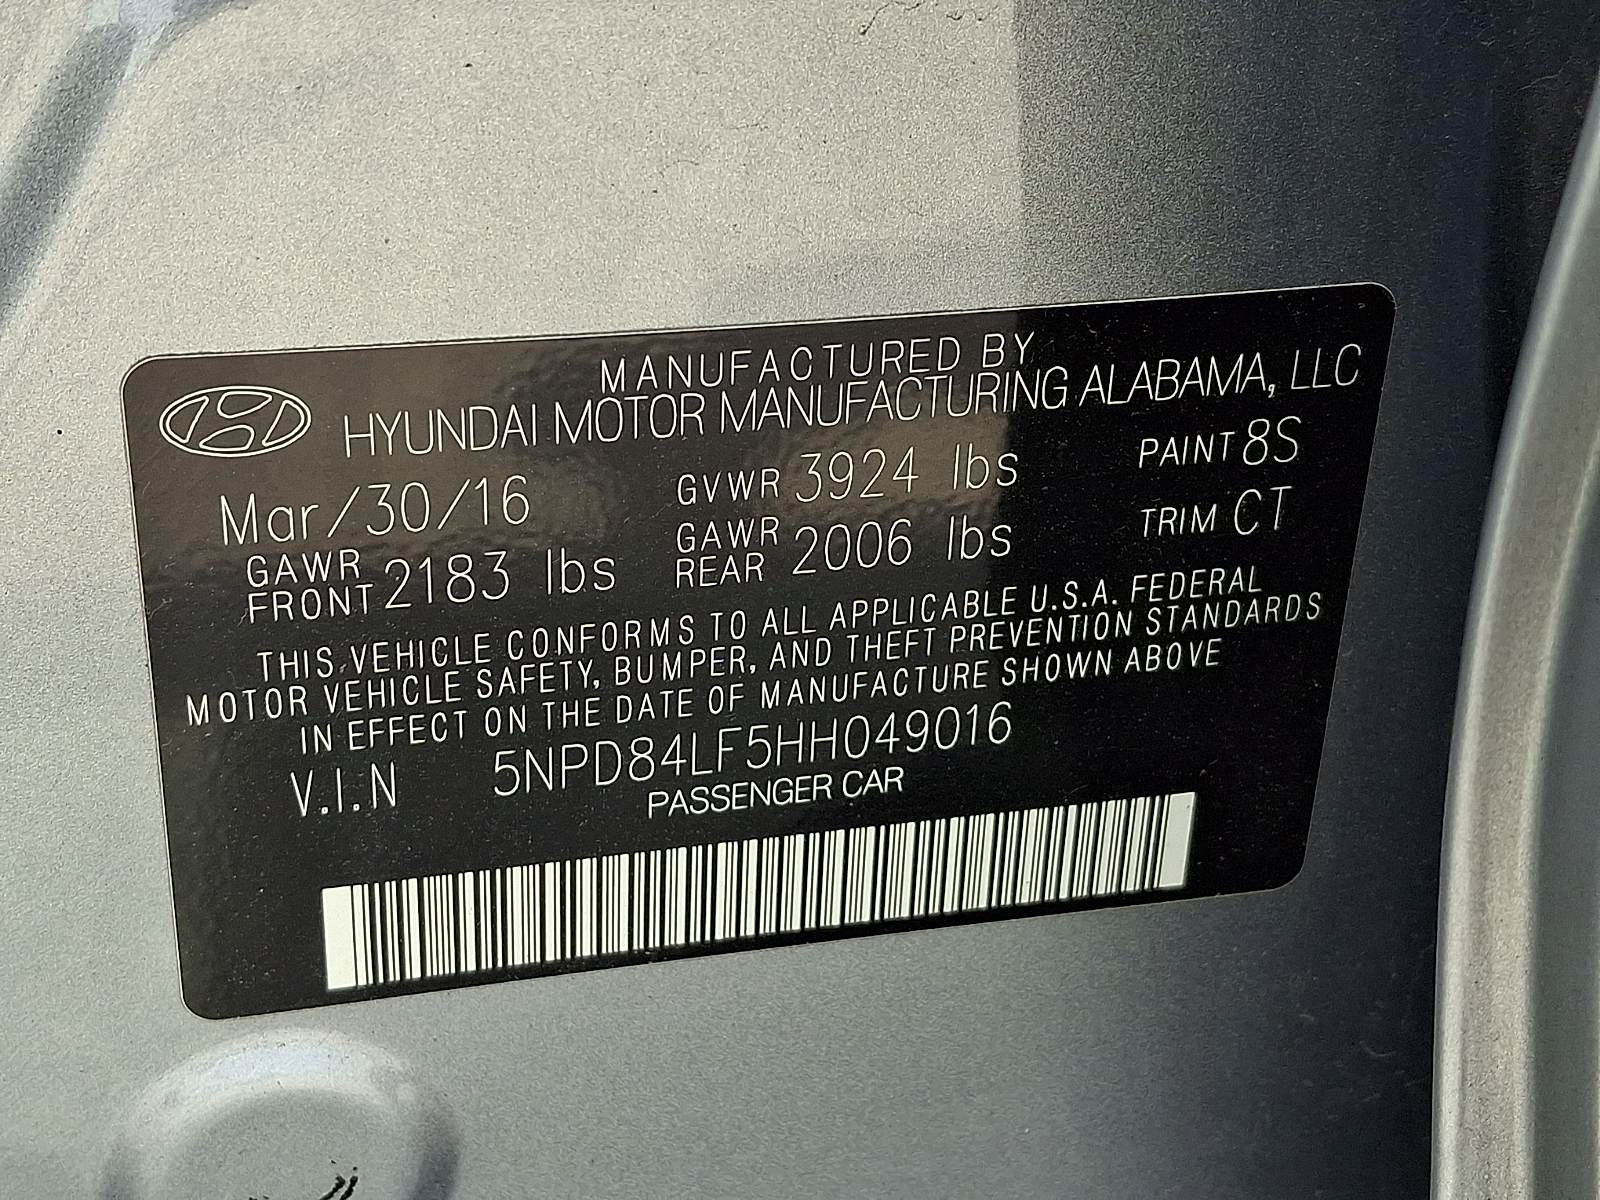 MANUFACTURED BY
HYUNDAI MOTOR MANUFACTURING ALABAMA, LLC
Mar/30/16 GVWR 3924 lbs PAINT 8S
GAWR FRONT 2183 lbs GAWR REAR 2006 lbs TRIM CT
THIS VEHICLE CONFORMS TO ALL APPLICABLE U.S.A. FEDERAL
MOTOR VEHICLE SAFETY, BUMPER, AND THEFT PREVENTION STANDARDS
IN EFFECT ON THE DATE OF MANUFACTURE SHOWN ABOVE
V.I.N 5NPD84LF5HH049016
PASSENGER CAR